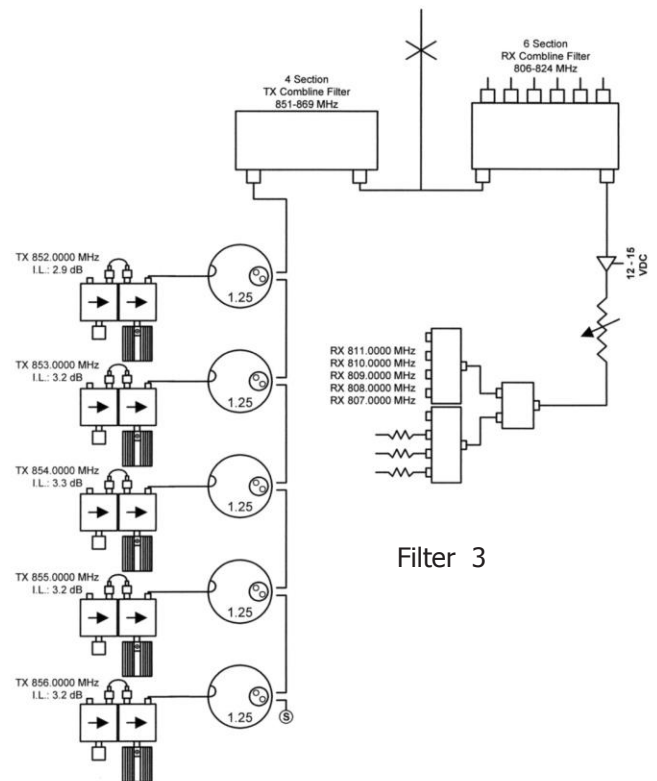 4 Section
TX Combline Filter
851-869 MHz
6 Section
RX Combline Filter
806-824 MHz
12 - 15
VDC
TX 852.0000 MHz
I.L.: 2.9 dB
1.25
TX 853.0000 MHz
I.L.: 3.2 dB
1.25
TX 854.0000 MHz
I.L.: 3.3 dB
1.25
TX 855.0000 MHz
I.L.: 3.2 dB
1.25
TX 856.0000 MHz
I.L.: 3.2 dB
1.25
S
RX 811.0000 MHz
RX 810.0000 MHz
RX 809.0000 MHz
RX 808.0000 MHz
RX 807.0000 MHz
Filter 3